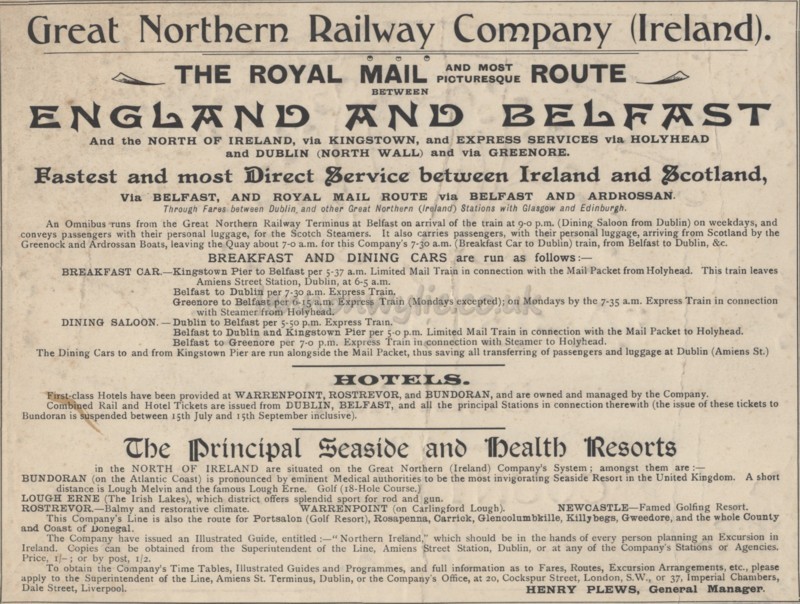 Great Northern Railway Company (Ireland).
THE ROYAL MAIL AND MOST PICTURESQUE ROUTE
BETWEEN
ENGLAND AND BELFAST
And the NORTH OF IRELAND, via KINGSTOWN, and EXPRESS SERVICES via HOLYHEAD
and DUBLIN (NORTH WALL) and via GREENORE.
Fastest and most Direct Service between Ireland and Scotland,
Via BELFAST, AND ROYAL MAIL ROUTE via BELFAST AND ARDROSSAN.
Through Fares between Dublin and other Great Northern (Ireland) Stations with Glasgow and Edinburgh.
An Omnibus runs from the Great Northern Railway Terminus at Belfast on arrival of the train at 9-0 p.m. (Dining Saloon from Dublin) on weekdays, and
conveys passengers with their personal luggage, for the Scotch Steamers. It also carries passengers, with their personal luggage, arriving from Scotland by the
Greenock and Ardrossan Boats, leaving the Quay about 7-0 a.m. for this Company's 7-30 a.m. (Breakfast Car to Dublin) train, from Belfast to Dublin, &c.
BREAKFAST AND DINING CARS are run as follows:—
BREAKFAST CAR.—Kingstown Pier to Belfast per 5-37 a.m. Limited Mail Train in connection with the Mail Packet from Holyhead. This train leaves
Amiens Street Station, Dublin, at 6-5 a.m.
Belfast to Dublin per 7-30 a.m. Express Train.
Greenore to Belfast per 6-15 a.m. Express Train (Mondays excepted); on Mondays by the 7-35 a.m. Express Train in connection
with Steamer from Holyhead.
DINING SALOON.—Dublin to Belfast per 5-50 p.m. Express Train.
Belfast to Dublin and Kingstown Pier per 5-0 p.m. Limited Mail Train in connection with the Mail Packet to Holyhead.
Belfast to Greenore per 7-0 p.m. Express Train in connection with Steamer to Holyhead.
The Dining Cars to and from Kingstown Pier are run alongside the Mail Packet, thus saving all transferring of passengers and luggage at Dublin (Amiens St.)
HOTELS.
First-class Hotels have been provided at WARRENPOINT, ROSTREVOR, and BUNDORAN, and are owned and managed by the Company.
Combined Rail and Hotel Tickets are issued from DUBLIN, BELFAST, and all the principal Stations in connection therewith (the issue of these tickets to
Bundoran is suspended between 15th July and 15th September inclusive).
The Principal Seaside and Health Resorts
in the NORTH OF IRELAND are situated on the Great Northern (Ireland) Company's System; amongst them are :—
BUNDORAN (on the Atlantic Coast) is pronounced by eminent Medical authorities to be the most invigorating Seaside Resort in the United Kingdom. A short
distance is Lough Melvin and the famous Lough Erne. Golf (18-Hole Course.)
LOUGH ERNE (The Irish Lakes), which district offers splendid sport for rod and gun.
ROSTREVOR.—Balmy and restorative climate. WARRENPOINT (on Carlingford Lough). NEWCASTLE—Famed Golfing Resort.
This Company's Line is also the route for Portsalon (Golf Resort), Rosapenna, Carrick, Glencolumbkille, Killybegs, Gweedore, and the whole County
and Coast of Donegal.
The Company have issued an Illustrated Guide, entitled :—"Northern Ireland," which should be in the hands of every person planning an Excursion in
Ireland. Copies can be obtained from the Superintendent of the Line, Amiens Street Station, Dublin, or at any of the Company's Stations or Agencies.
Price, 1/–; or by post, 1/2.
To obtain the Company's Time Tables, Illustrated Guides and Programmes, and full information as to Fares, Routes, Excursion Arrangements, etc., please
apply to the Superintendent of the Line, Amiens St. Terminus, Dublin, or the Company's Office, at 20, Cockspur Street, London, S.W., or 37, Imperial Chambers,
Dale Street, Liverpool. HENRY PLEWS, General Manager.